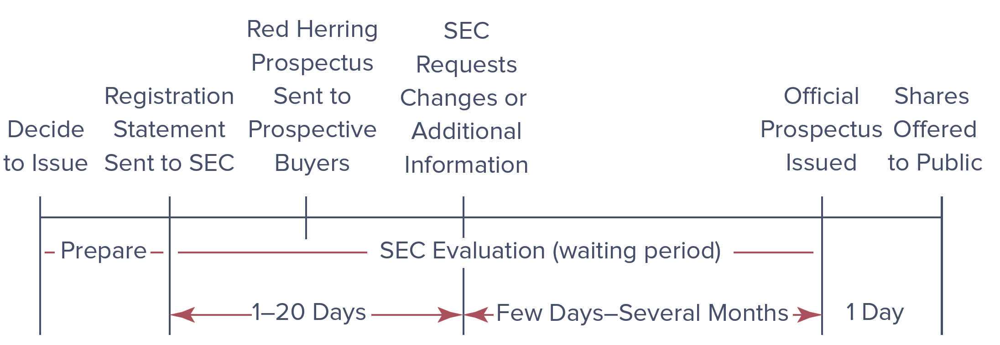 Decide
to Issue
Registration
Statement
Sent to SEC
Red Herring
Prospectus
Sent to
Prospective
Buyers
SEC
Requests
Changes or
Additional
Information
Official
Prospectus
Issued
Shares
Offered
to Public
Prepare
SEC Evaluation (waiting period)
1–20 Days
Few Days–Several Months
1 Day